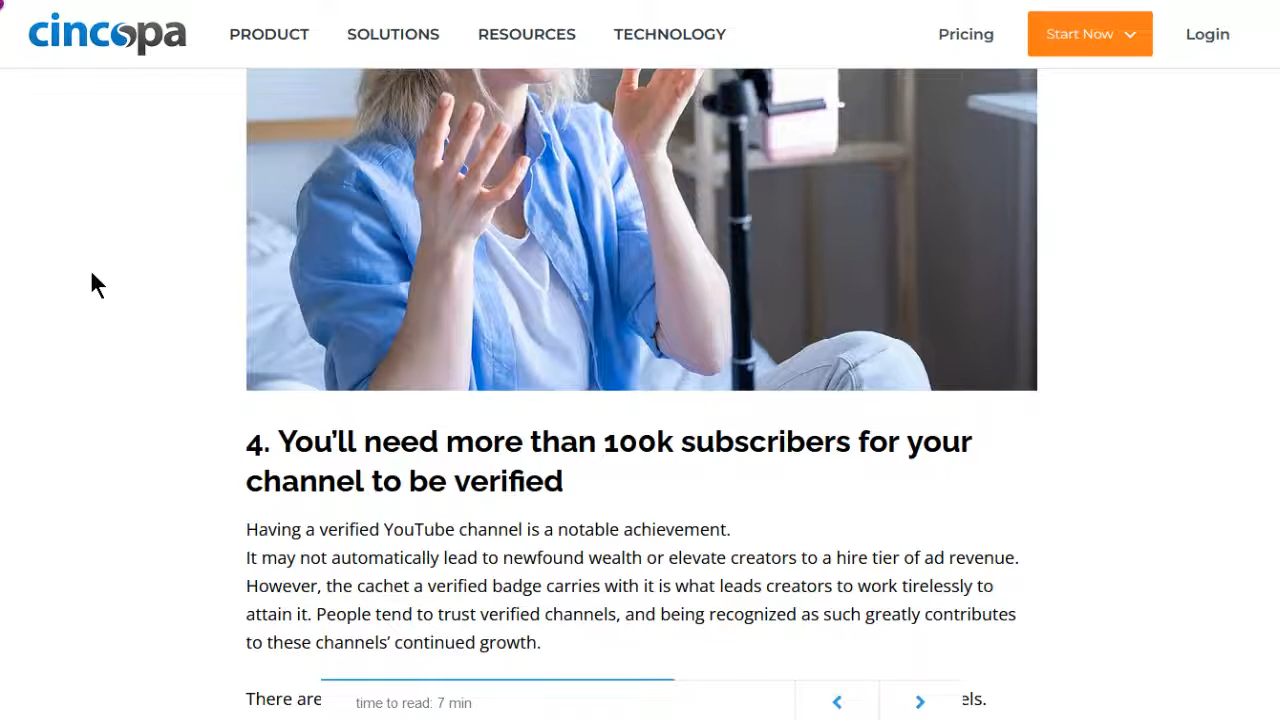 cincopa
PRODUCT SOLUTIONS RESOURCES TECHNOLOGY Pricing Start Now Login
4. You’ll need more than 100k subscribers for your
channel to be verified
Having a verified YouTube channel is a notable achievement.
It may not automatically lead to newfound wealth or elevate creators to a hire tier of ad revenue.
However, the cachet a verified badge carries with it is what leads creators to work tirelessly to
attain it. People tend to trust verified channels, and being recognized as such greatly contributes
to these channels’ continued growth.
There are
time to read: 7 min